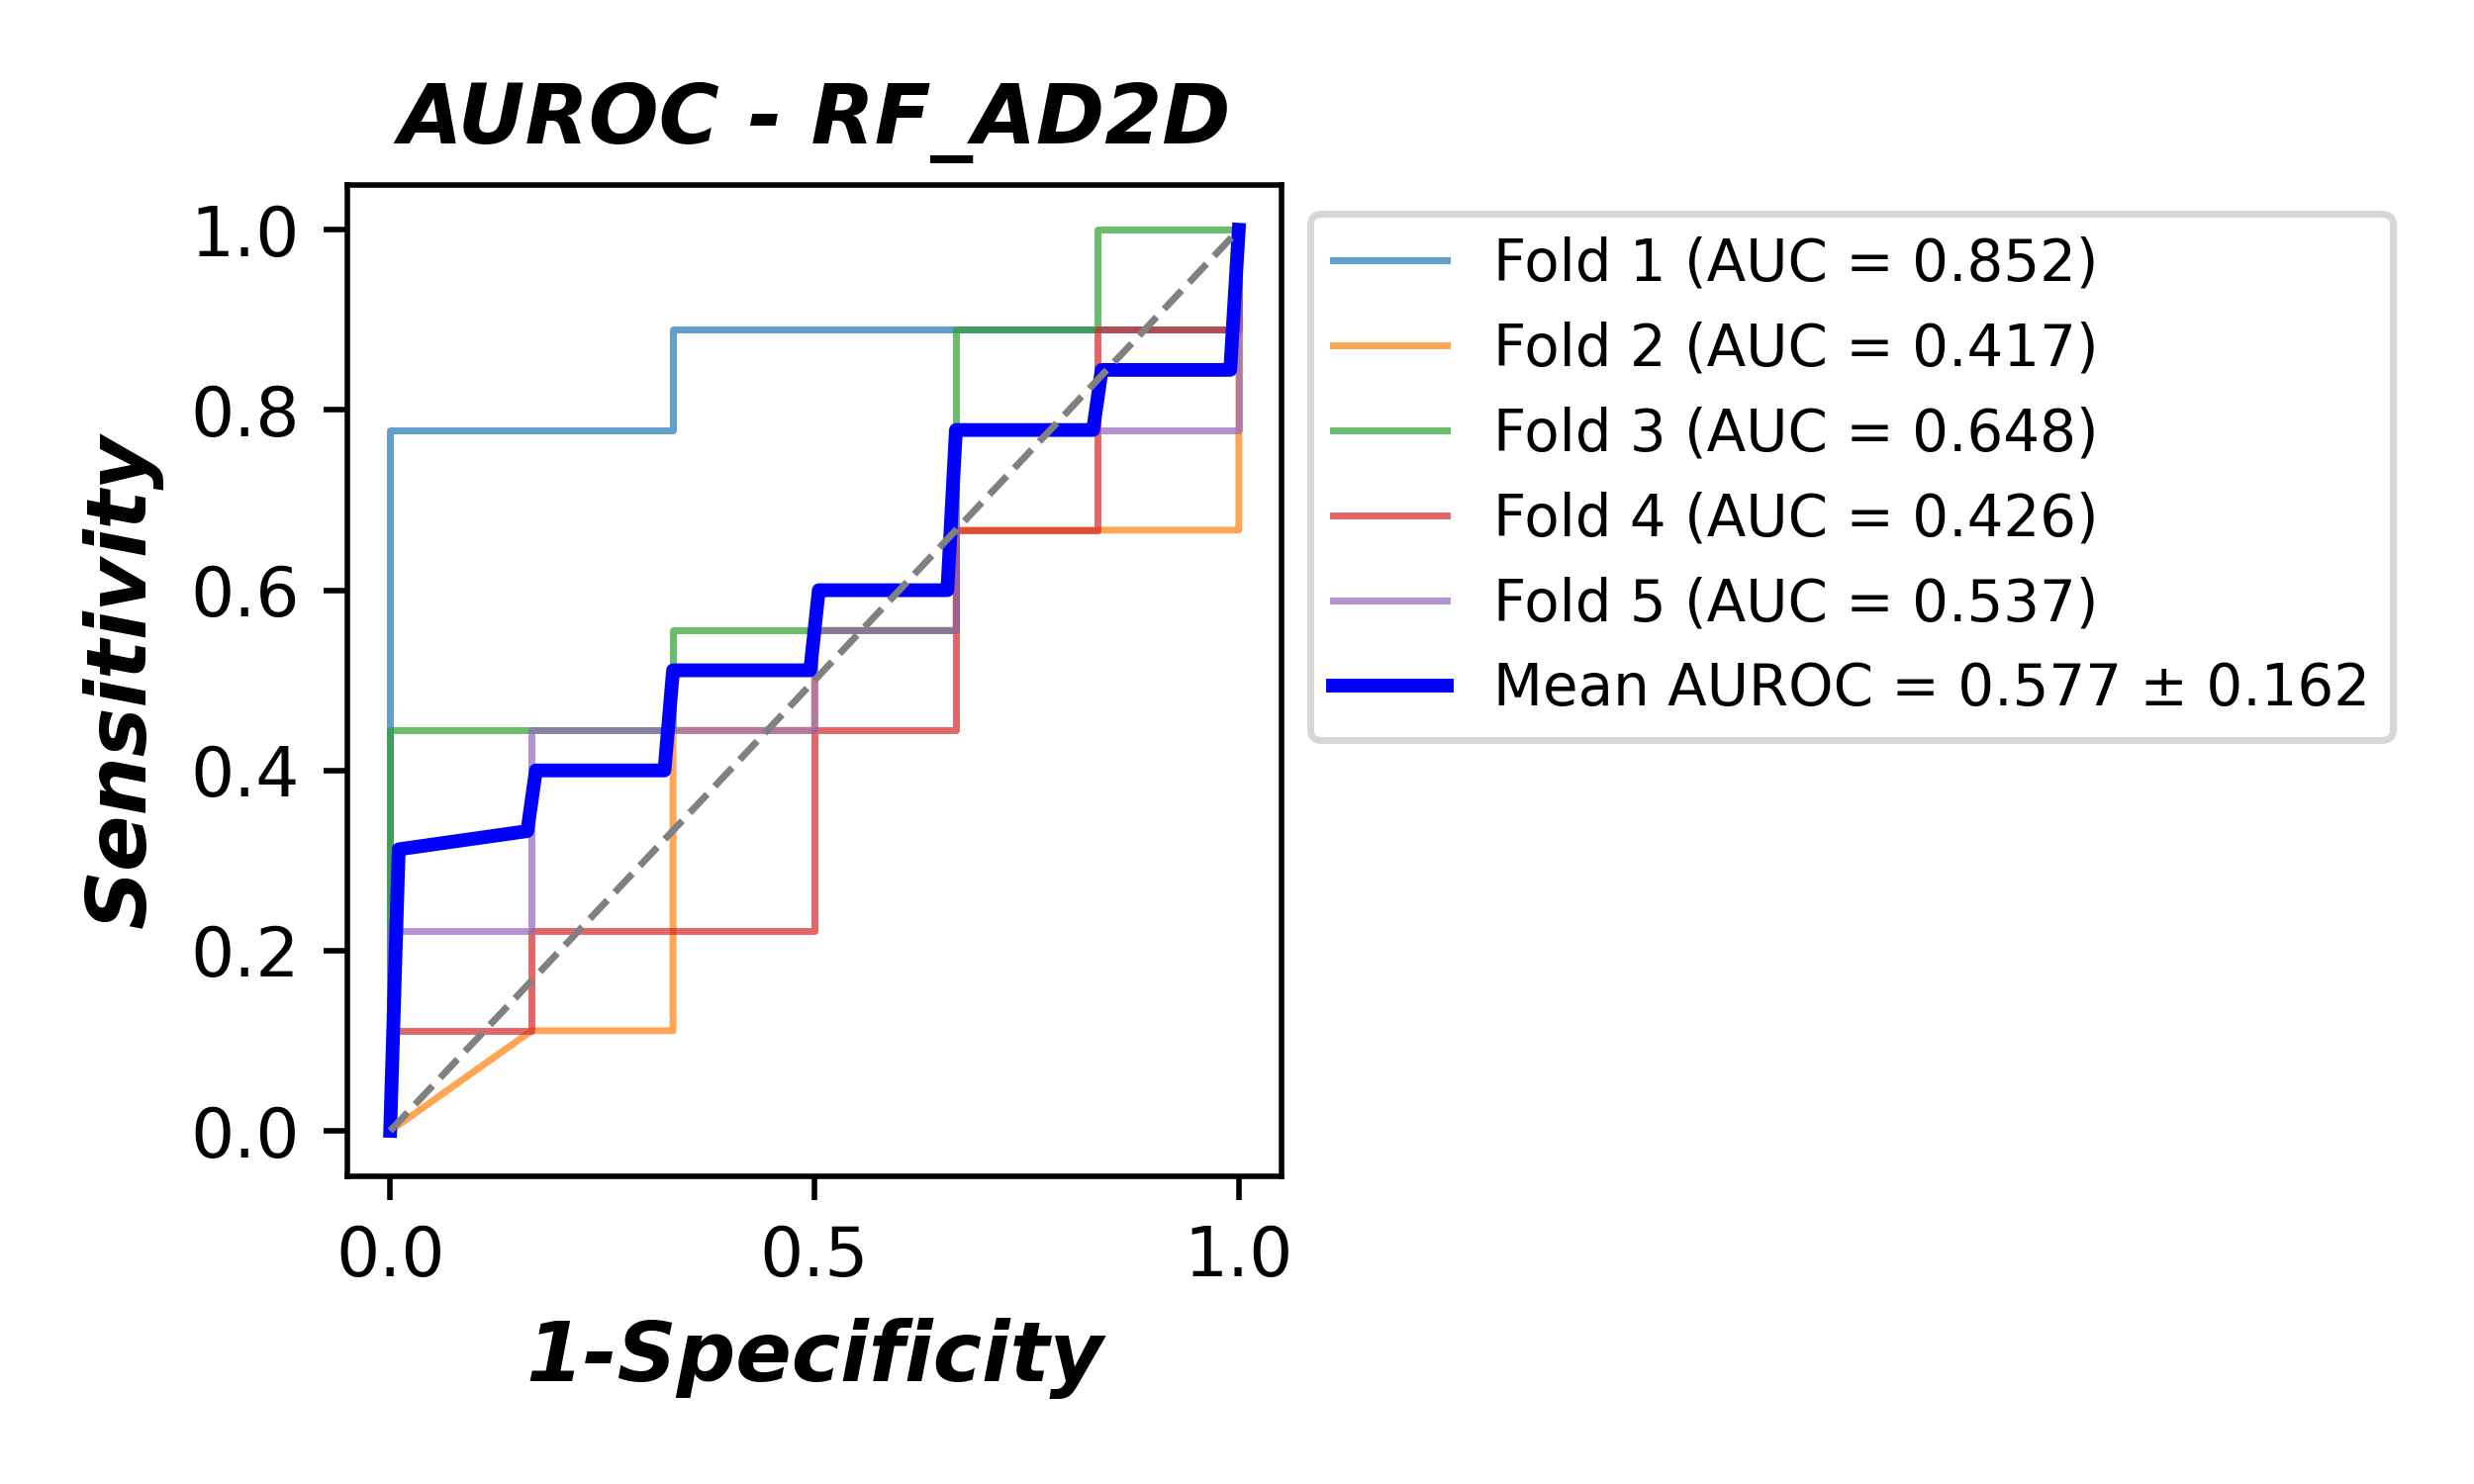 AUROC - RF_AD2D
Sensitivity
1.0
0.8
0.6
0.4
0.2
0.0
0.0
0.5
1.0
1-Specificity
Fold 1 (AUC = 0.852)
Fold 2 (AUC = 0.417)
Fold 3 (AUC = 0.648)
Fold 4 (AUC = 0.426)
Fold 5 (AUC = 0.537)
Mean AUROC = 0.577 ± 0.162